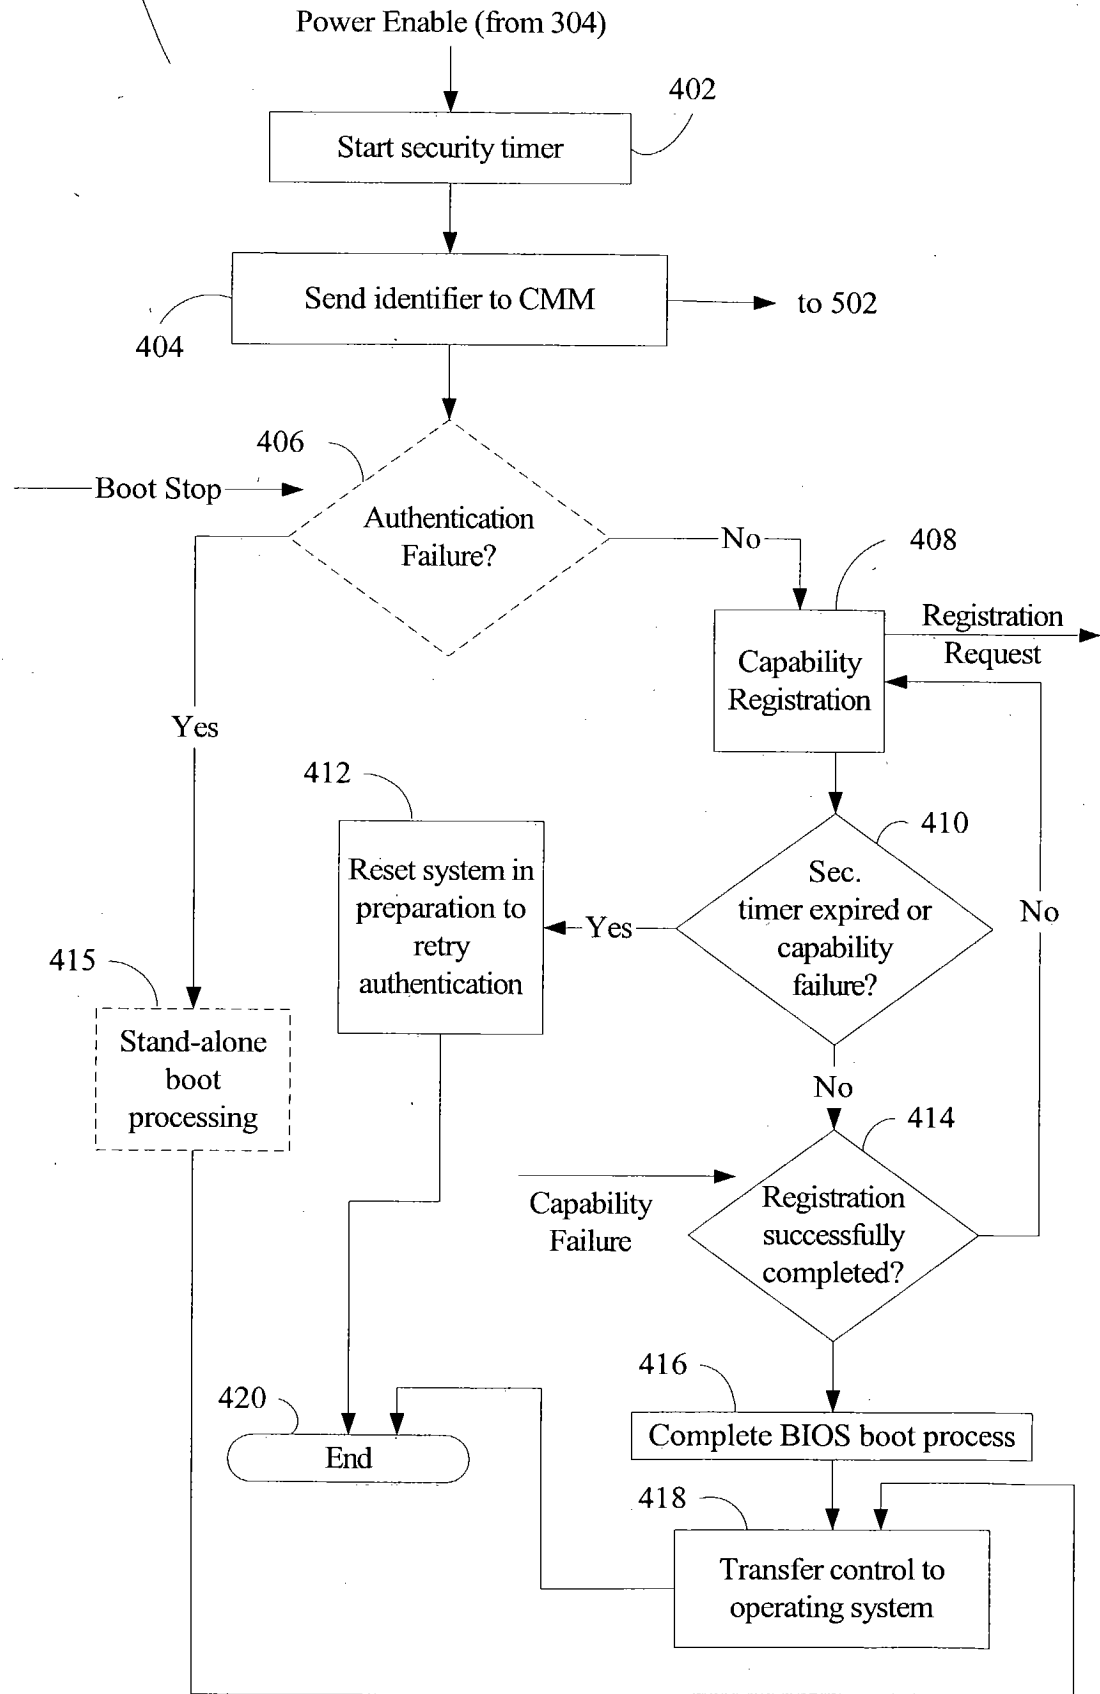 Power Enable (from 304)
402
Start security timer
Send identifier to CMM
to 502
404
406
Boot Stop
Authentication
Failure?
No
408
Registration
Request
Capability
Registration
Yes
412
410
Reset system in
preparation to
retry
authentication
Sec.
timer expired or
capability
failure?
Yes
No
415
Stand-alone
boot
processing
No
414
Capability
Failure
Registration
successfully
completed?
416
420
End
Complete BIOS boot process
418
Transfer control to
operating system